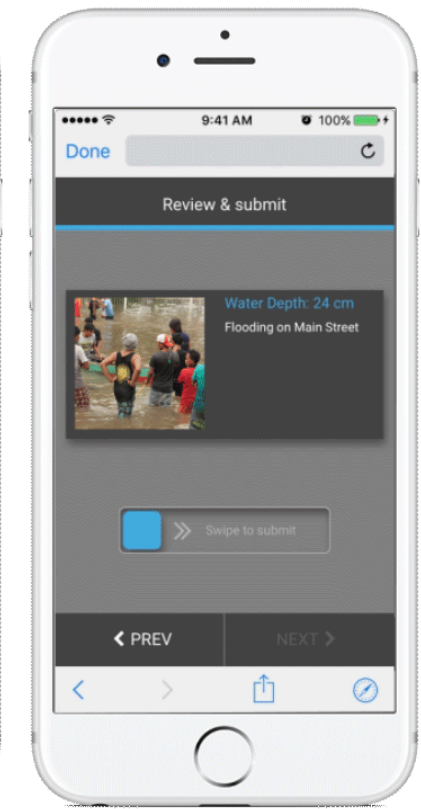 9:41 AM
100%
Done
Review & submit
Water Depth: 24 cm
Flooding on Main Street
Swipe to submit
PREV
NEXT